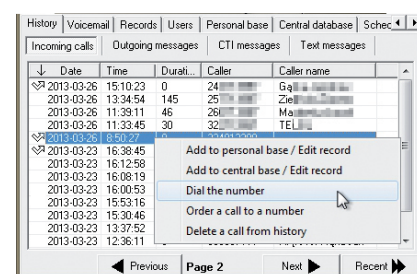 History Voicemail Records Users Personal base Central database
Incoming calls Outgoing messages CTI messages Text messages
Date Time Durati... Caller Caller name
2013-03-26 15:10:23 0 24
2013-03-26 13:34:54 145 25 Zie
2013-03-26 11:39:11 46 Ma
2013-03-26 11:33:45 30 32 TEL
2013-03-26 8:50:27
2013-03-23 16:38:45 Add to personal base / Edit record
2013-03-23 16:12:58
2013-03-23 16:08:19 Add to central base / Edit record
2013-03-23 16:00:53 Dial the number
2013-03-23 15:53:16
2013-03-23 15:30:46 Order a call to a number
2013-03-23 13:37:52 Delete a call from history
2013-03-23 12:36:11
Previous Page 2 Next Recent